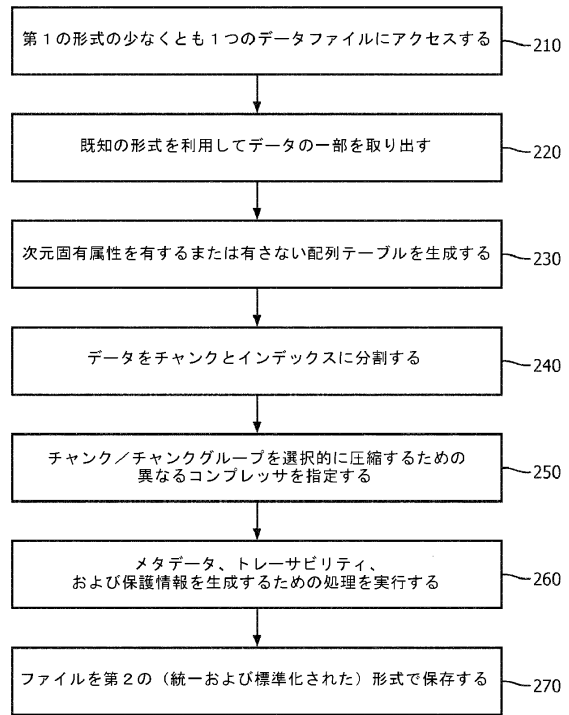 第1の形式の少なくとも1つのデータファイルにアクセスする
210
既知の形式を利用してデータの一部を取り出す
220
次元固有属性を有するまたは有さない配列テーブルを生成する
230
データをチャンクとインデックスに分割する
240
チャンク／チャンクグループを選択的に圧縮するための
異なるコンプレッサを指定する
250
メタデータ、トレーサビリティ、
および保護情報を生成するための処理を実行する
260
ファイルを第2の（統一および標準化された）形式で保存する
270